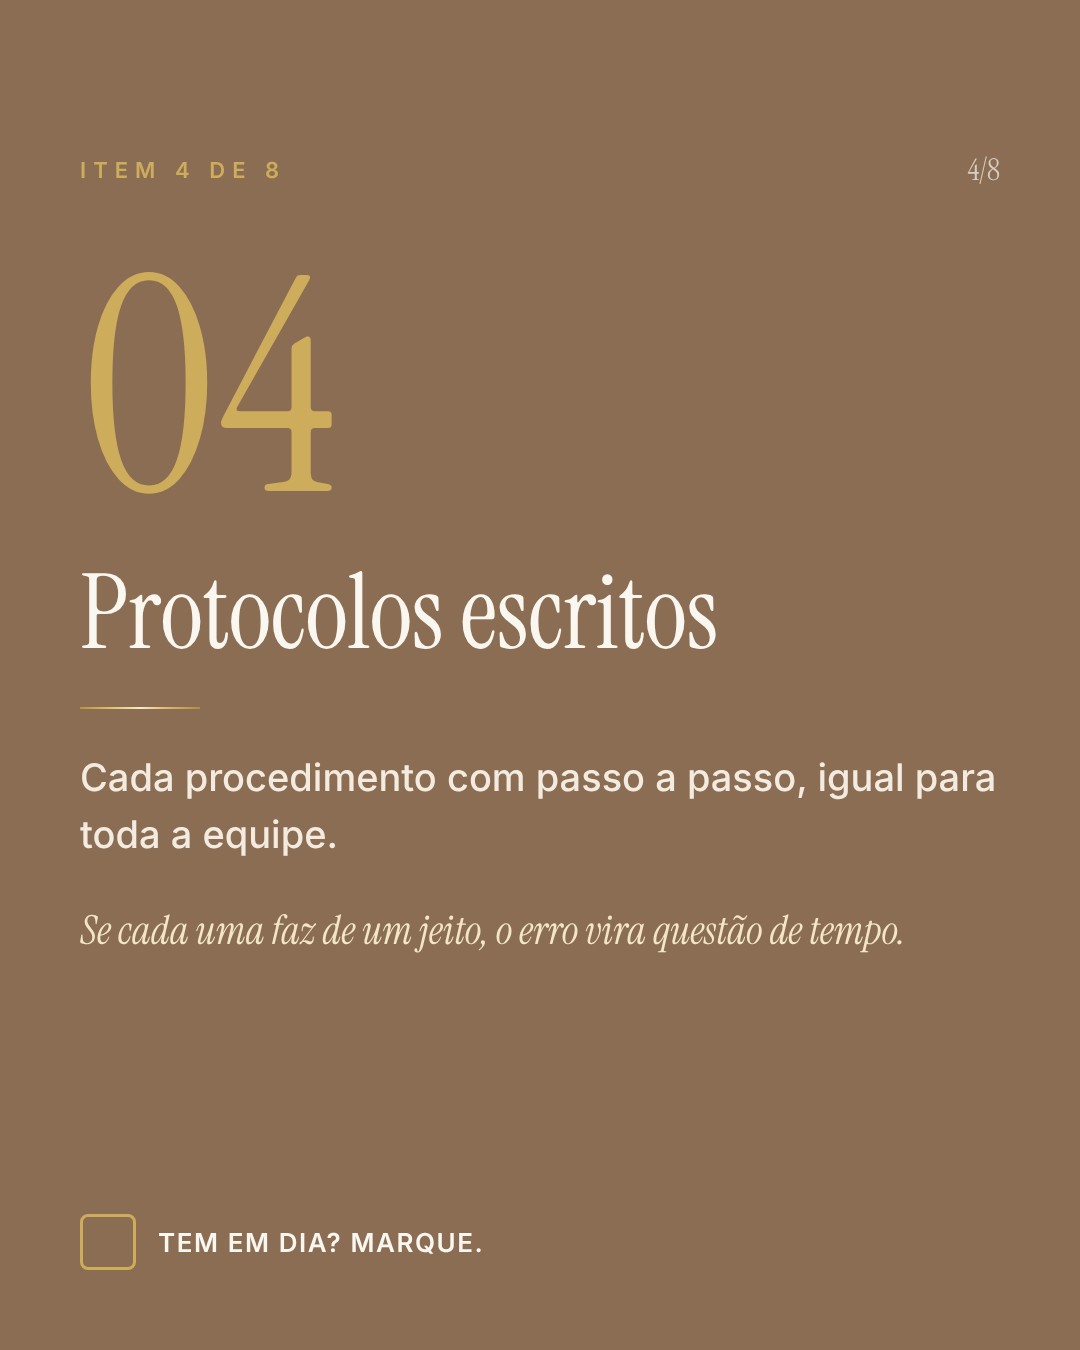 ITEM 4 DE 8
4/8
04
Protocolos escritos
Cada procedimento com passo a passo, igual para
toda a equipe.
Se cada uma faz de um jeito, o erro vira questão de tempo.
TEM EM DIA? MARQUE.